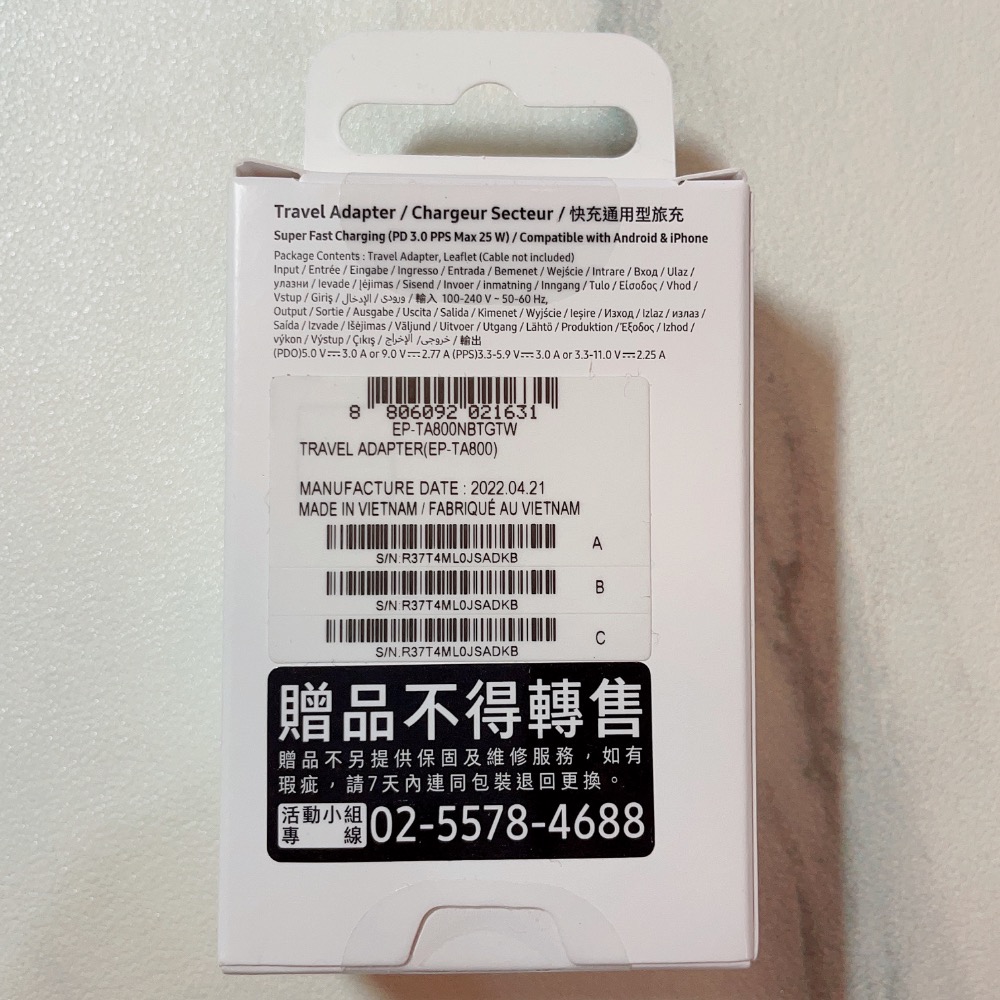 Travel Adapter / Chargeur Secteur / 快充通用型旅充
Super Fast Charging (PD 3.0 PPS Max 25 W) / Compatible with Android & iPhone
Package Contents : Travel Adapter, Leaflet (Cable not included)
Input / Entrée / Eingabe / Ingresso / Entrada / Bemenet / Wejście / Intrare / Вход / Ulaz /
улазни / Ievade / Įėjimas / Sisend / Invoer / inmatning / Inngang / Tulo / Είσοδος / Vhod /
Vstup / Giriş / الإدخال / ورودی / 輸入 100-240 V ~ 50-60 Hz,
Output / Sortie / Ausgabe / Uscita / Salida / Kimenet / Wyjście / Ieşire / Изход / Izlaz / излаз /
Saída / Izvade / Išėjimas / Väljund / Uitvoer / Utgang / Lähtö / Produktion / Έξοδος / Izhod /
výkon / Výstup / Çıkış / الإخراج / خروجی / 輸出
(PDO)5.0 V⎓3.0 A or 9.0 V⎓2.77 A (PPS)3.3-5.9 V⎓3.0 A or 3.3-11.0 V⎓2.25 A
8 806092 021631
EP-TA800NBTGTW
TRAVEL ADAPTER(EP-TA800)
MANUFACTURE DATE : 2022.04.21
MADE IN VIETNAM / FABRIQUÉ AU VIETNAM
A
S/N:R37T4ML0JSADKB
B
S/N:R37T4ML0JSADKB
C
S/N:R37T4ML0JSADKB
贈品不得轉售
贈品不另提供保固及維修服務，如有
瑕疵，請7天內連同包裝退回更換。
活動小組
專線 02-5578-4688